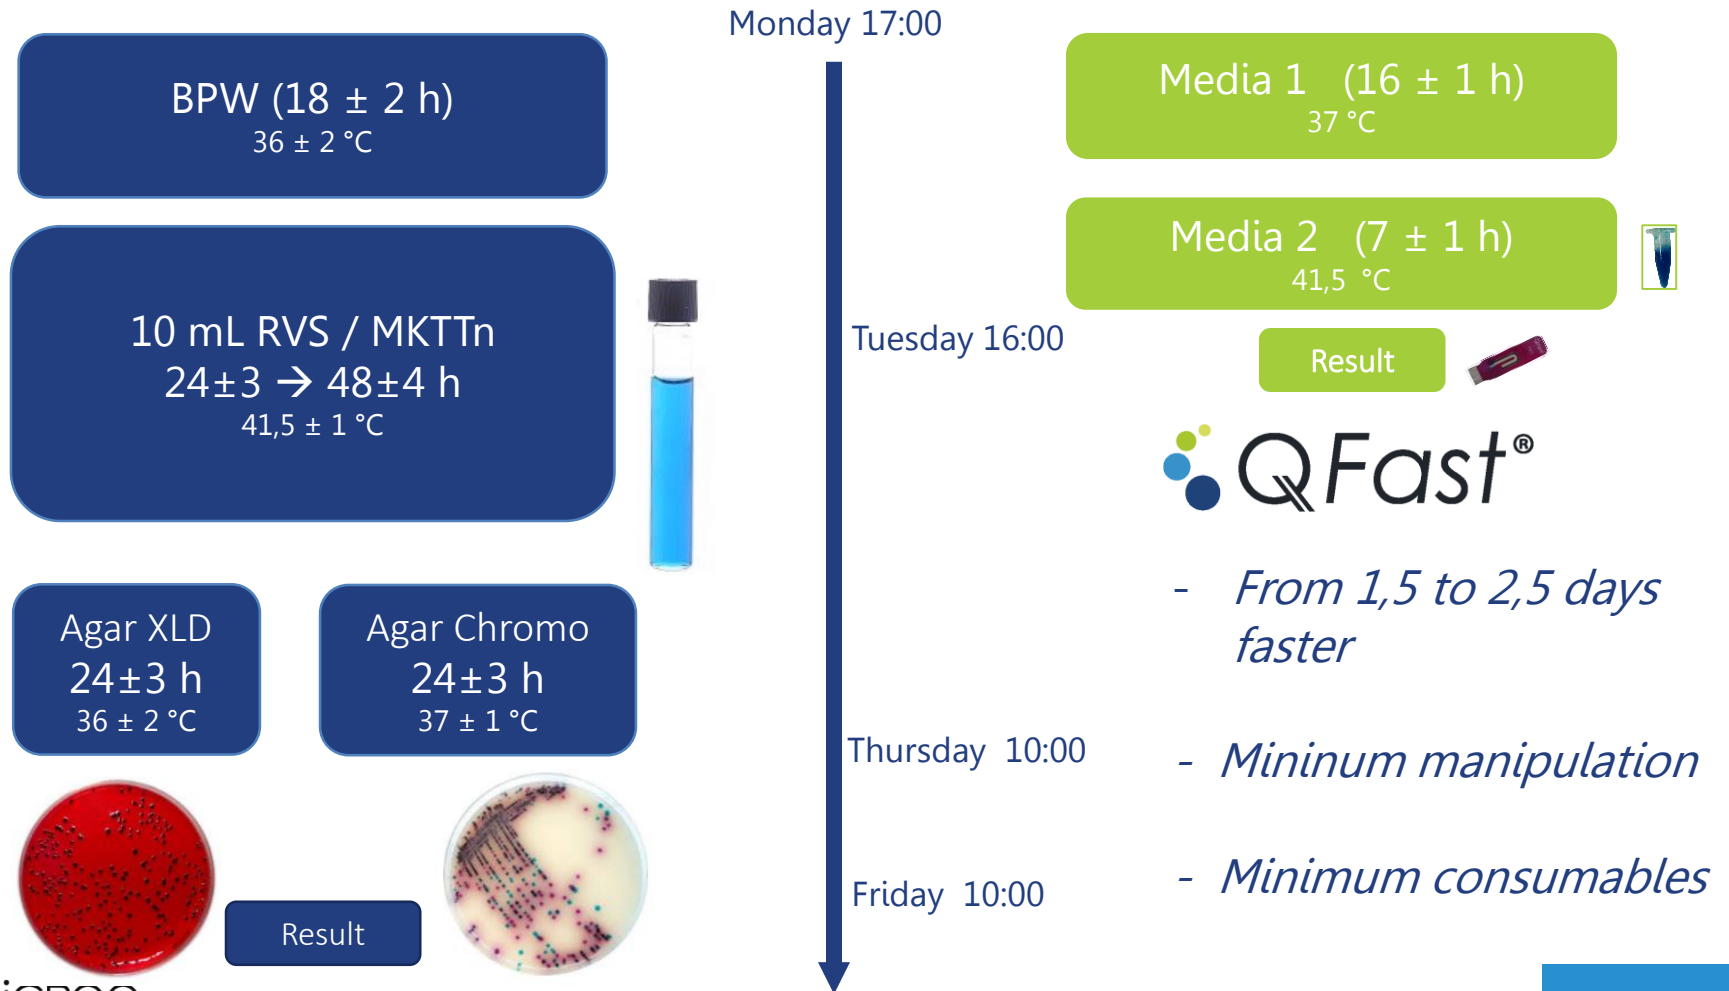 Monday 17:00
BPW (18 ± 2 h)
36 ± 2 °C
10 mL RVS / MKTTn
24±3 → 48±4 h
41,5 ± 1 °C
Agar XLD
24±3 h
36 ± 2 °C
Agar Chromo
24±3 h
37 ± 1 °C
Result
Tuesday 16:00
Thursday 10:00
Friday 10:00
Media 1 (16 ± 1 h)
37 °C
Media 2 (7 ± 1 h)
41,5 °C
Result
QFast®
- From 1,5 to 2,5 days
faster
- Mininum manipulation
- Minimum consumables